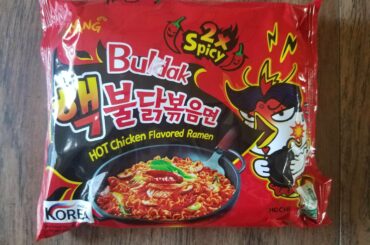 2x
Spicy
Buldak
핵불닭볶음면
HOT Chicken Flavored Ramen
KOREA